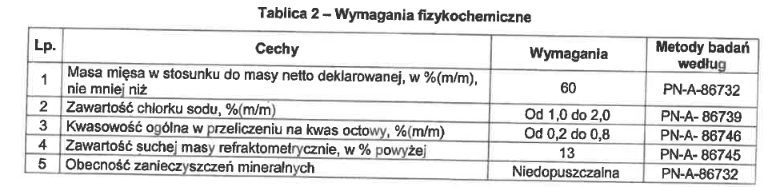 Tablica 2 – Wymagania fizykochemiczne
Lp. Cechy Wymagania Metody badań według
1 Masa mięsa w stosunku do masy netto deklarowanej, w %(m/m), nie mniej niż 60 PN-A-86732
2 Zawartość chlorku sodu, %(m/m) Od 1,0 do 2,0 PN-A- 86739
3 Kwasowość ogólna w przeliczeniu na kwas octowy, %(m/m) Od 0,2 do 0,8 PN-A- 86746
4 Zawartość suchej masy refraktometrycznie, w % powyżej 13 PN-A- 86745
5 Obecność zanieczyszczeń mineralnych Niedopuszczalna PN-A-86732